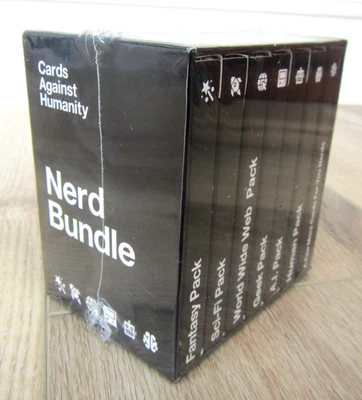 Cards
Against
Humanity
Nerd
Bundle
Fantasy Pack
Sci-Fi Pack
World Wide Web Pack
Geek Pack
A.I. Pack
Human Pack